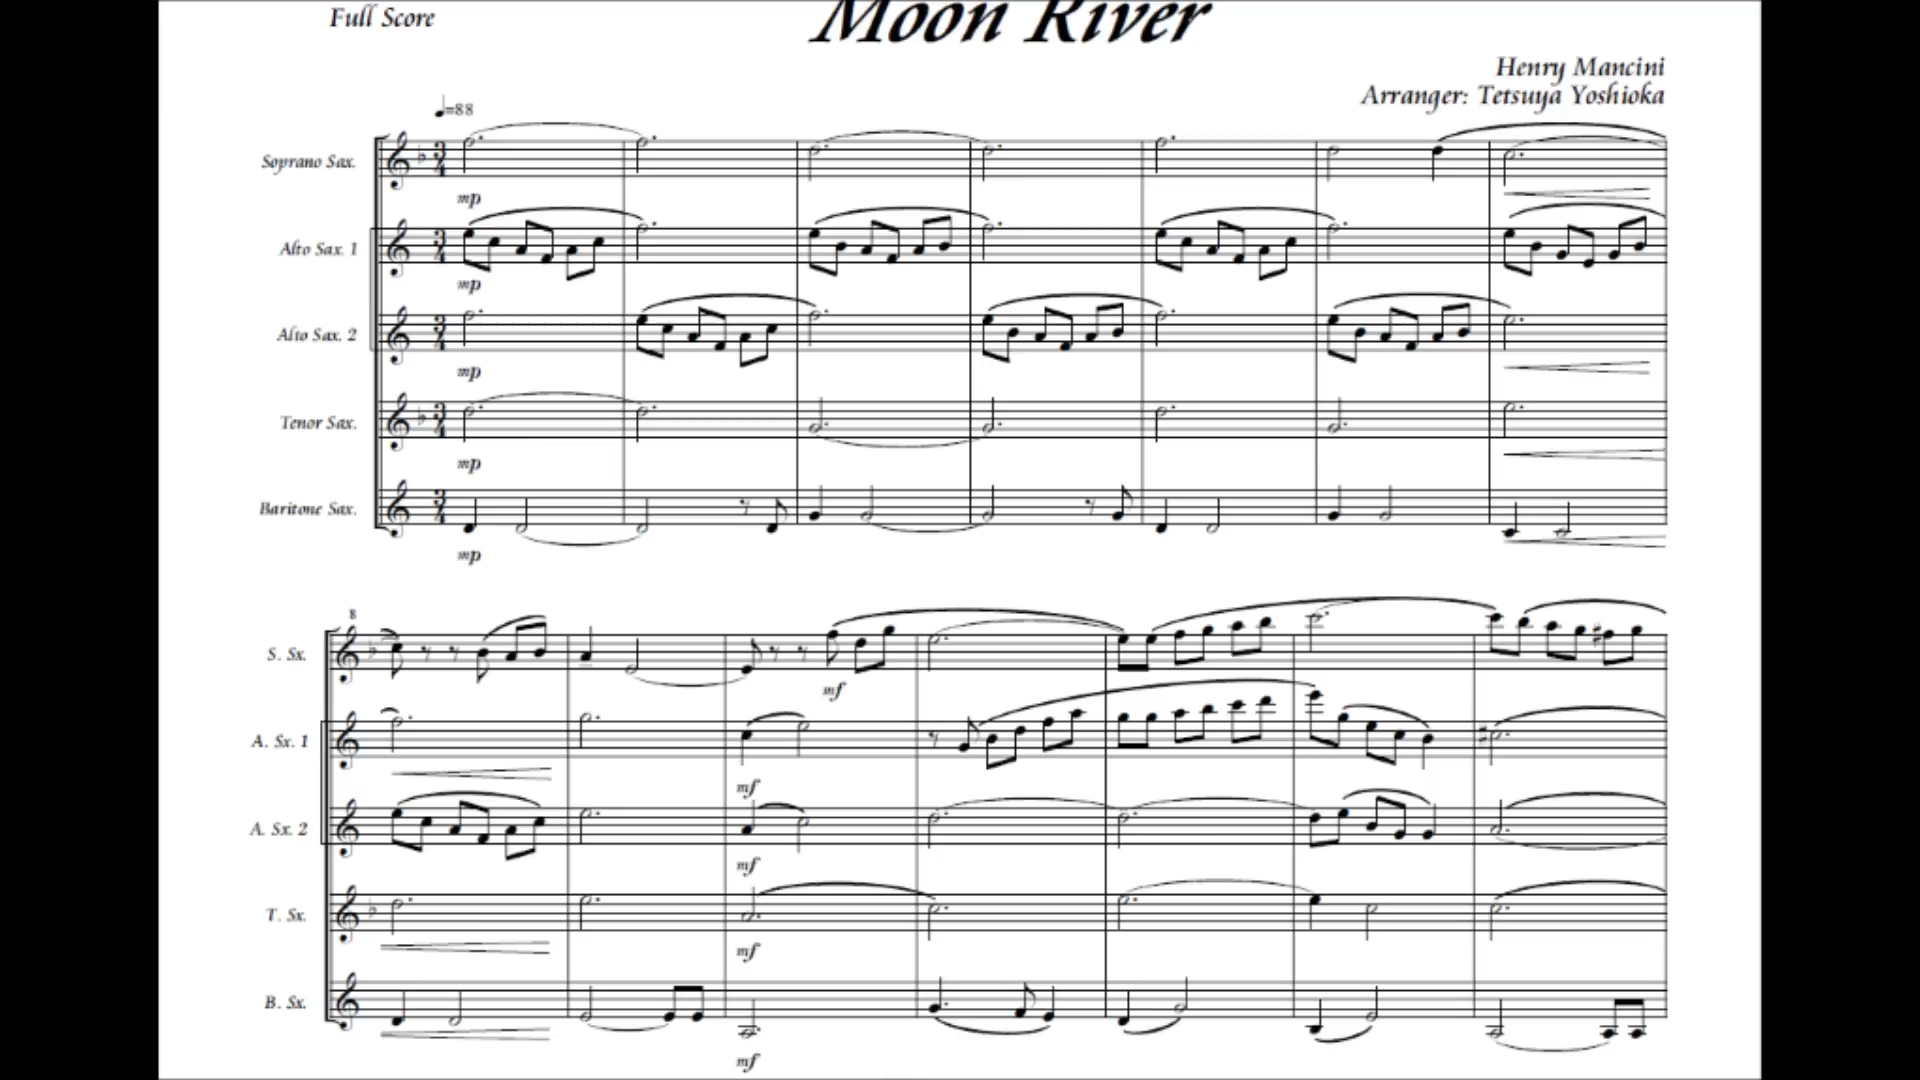 Full Score
Moon River
Henry Mancini
Arranger: Tetsuya Yoshioka
=88
Soprano Sax.
mp
Alto Sax. 1
mp
Alto Sax. 2
mp
Tenor Sax.
mp
Baritone Sax.
mp
8
S. Sx.
mf
A. Sx. 1
mf
A. Sx. 2
mf
T. Sx.
mf
B. Sx.
mf